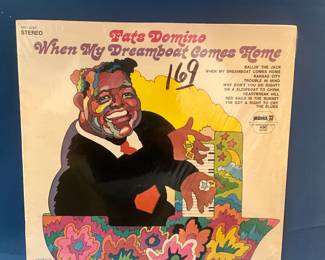 STEREO
Fats Domino
When My Dreamboat Comes Home
169
BALLIN' THE JACK
WHEN MY DREAMBOAT COMES HOME
KANSAS CITY
TROUBLE IN MIND
WHY DON'T YOU DO RIGHT?
ON A SLOWBOAT TO CHINA
HEARTBREAK HILL
RED SAILS IN THE SUNSET
I'VE GOT A RIGHT TO CRY
THE BLUES